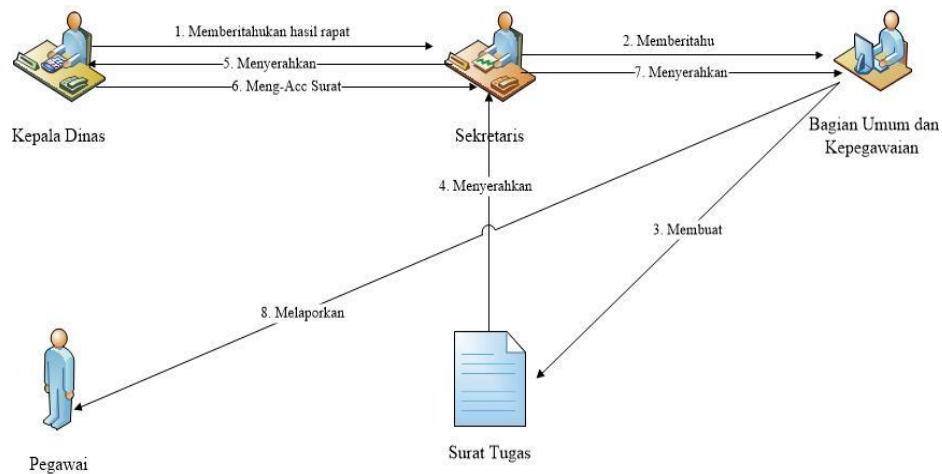 1. Memberitahukan hasil rapat
2. Memberitahu
5. Menyerahkan
7. Menyerahkan
6. Meng-Acc Surat
Kepala Dinas
Sekretaris
Bagian Umum dan
Kepegawaian
4. Menyerahkan
3. Membuat
8. Melaporkan
Surat Tugas
Pegawai